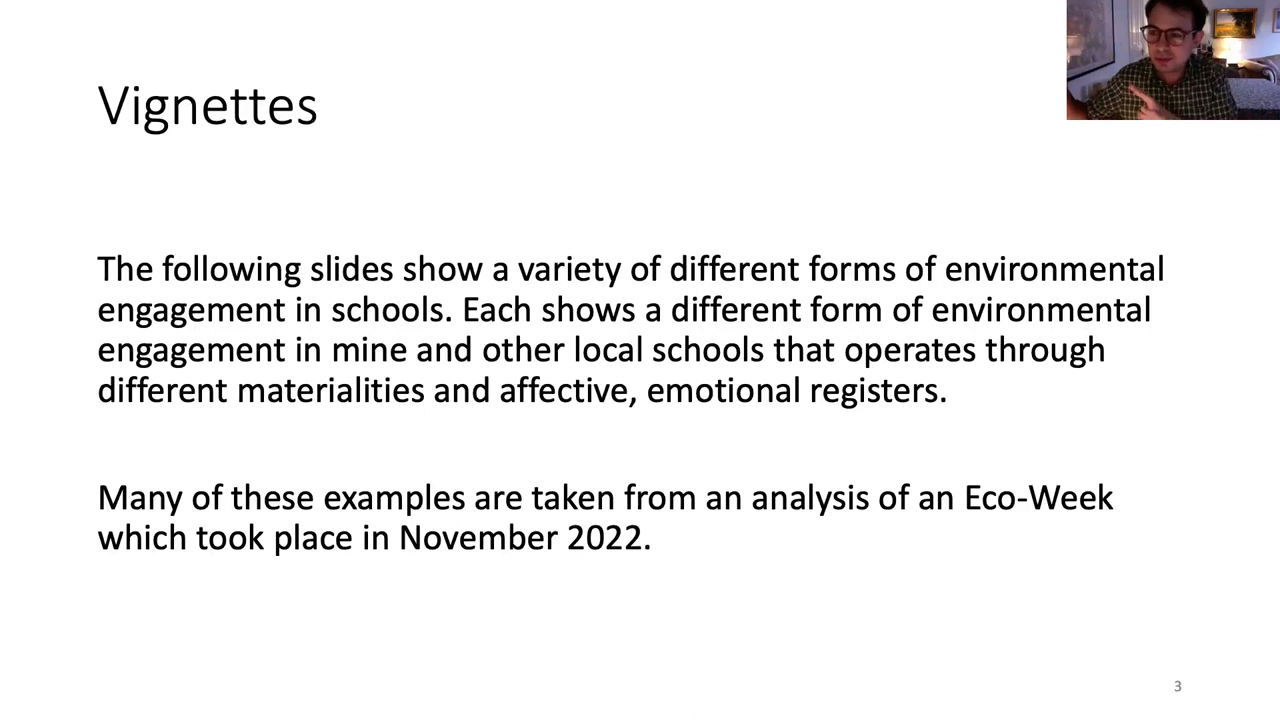 Vignettes
The following slides show a variety of different forms of environmental
engagement in schools. Each shows a different form of environmental
engagement in mine and other local schools that operates through
different materialities and affective, emotional registers.
Many of these examples are taken from an analysis of an Eco-Week
which took place in November 2022.
3